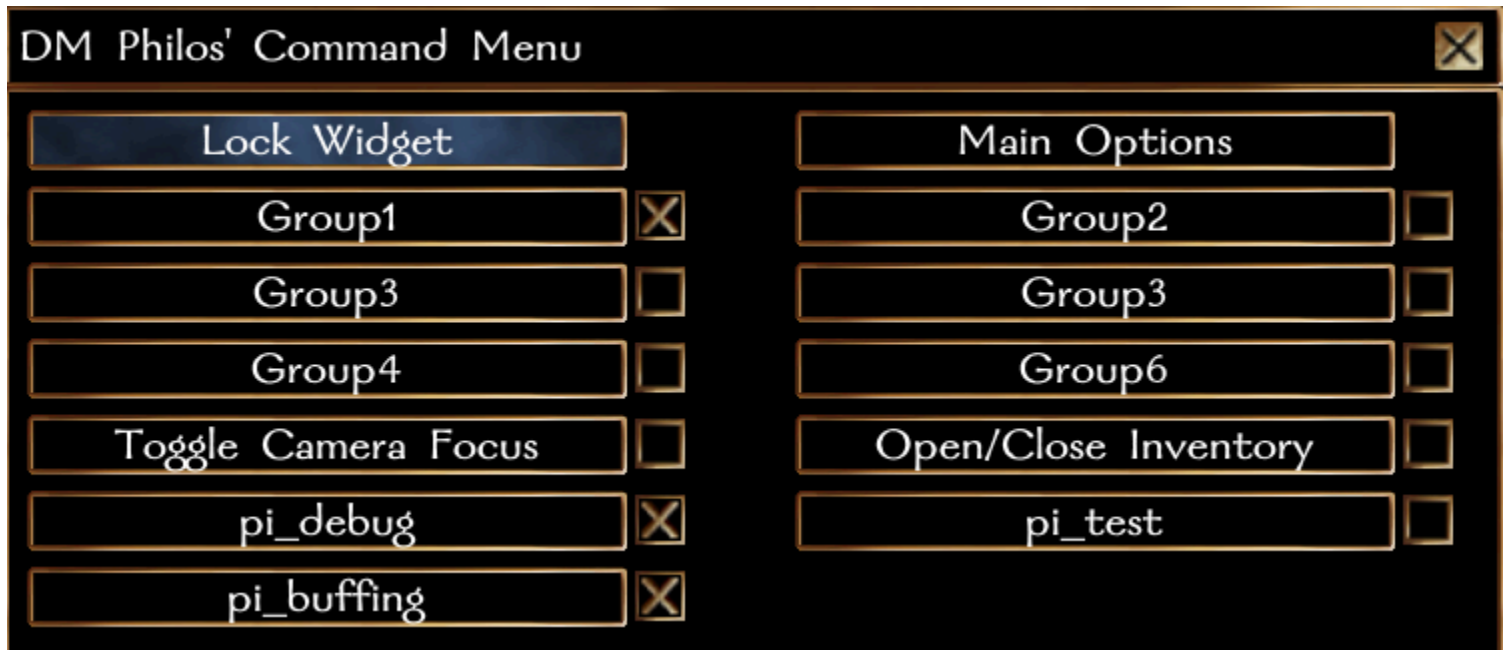 DM Philos' Command Menu
Lock Widget Main Options
Group1 Group2
Group3 Group3
Group4 Group6
Toggle Camera Focus Open/Close Inventory
pi_debug pi_test
pi_buffing